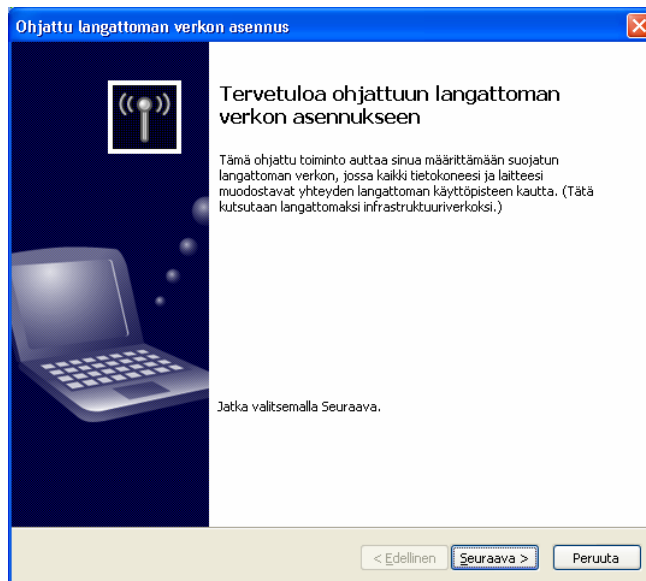 Ohjattu langattoman verkon asennus
Tervetuloa ohjattuun langattoman
verkon asennukseen
Tämä ohjattu toiminto auttaa sinua määrittämään suojatun
langattoman verkon, jossa kaikki tietokoneesi ja laitteesi
muodostavat yhteyden langattoman käyttöpisteen kautta. (Tätä
kutsutaan langattomaksi infrastruktuuriverkoksi.)
Jatka valitsemalla Seuraava.
< Edellinen
Seuraava >
Peruuta